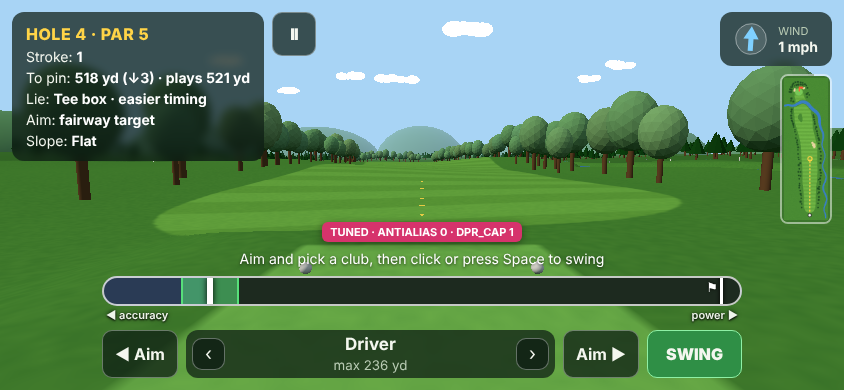 HOLE 4 · PAR 5
Stroke: 1
To pin: 518 yd (↓3) · plays 521 yd
Lie: Tee box · easier timing
Aim: fairway target
Slope: Flat
WIND
1 mph
TUNED · ANTIALIAS 0 · DPR_CAP 1
Aim and pick a club, then click or press Space to swing
◀ accuracy
power ▶
◀ Aim
‹
Driver
max 236 yd
›
Aim ▶
SWING